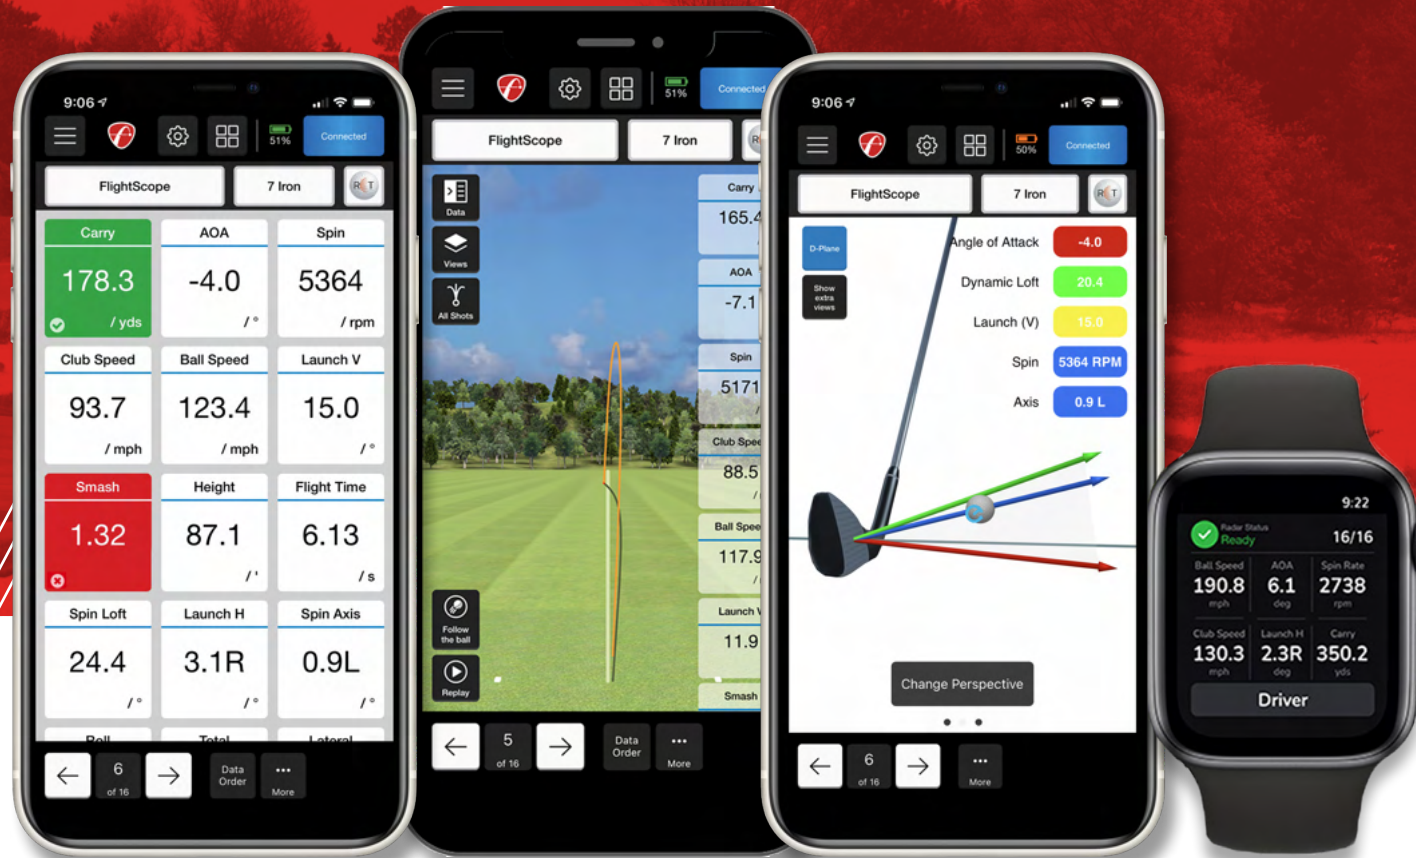 9:06
51%
Connected
FlightScope
7 Iron
Carry
AOA
Spin
178.3
-4.0
5364
/ yds
/ °
/ rpm
Club Speed
Ball Speed
Launch V
93.7
123.4
15.0
/ mph
/ mph
/ °
Smash
Height
Flight Time
1.32
87.1
6.13
/ '
/ s
Spin Loft
Launch H
Spin Axis
24.4
3.1R
0.9L
/ °
/ °
/ °
Roll
Total
Lateral
6
of 16
Data
Order
More
51%
Connected
FlightScope
7 Iron
Data
Views
All Shots
Carry
165.4
AOA
-7.1
Spin
5171
Club Spee
88.5
Ball Spee
117.9
Launch V
11.9
Smash
Follow
the ball
Replay
5
of 16
Data
Order
More
9:06
50%
Connected
FlightScope
7 Iron
D-Plane
Show
extra
views
Angle of Attack
-4.0
Dynamic Loft
20.4
Launch (V)
15.0
Spin
5364 RPM
Axis
0.9 L
Change Perspective
6
of 16
More
9:22
Radar Status
Ready
16/16
Ball Speed
AOA
Spin Rate
190.8
6.1
2738
mph
deg
rpm
Club Speed
Launch H
Carry
130.3
2.3R
350.2
mph
deg
yds
Driver